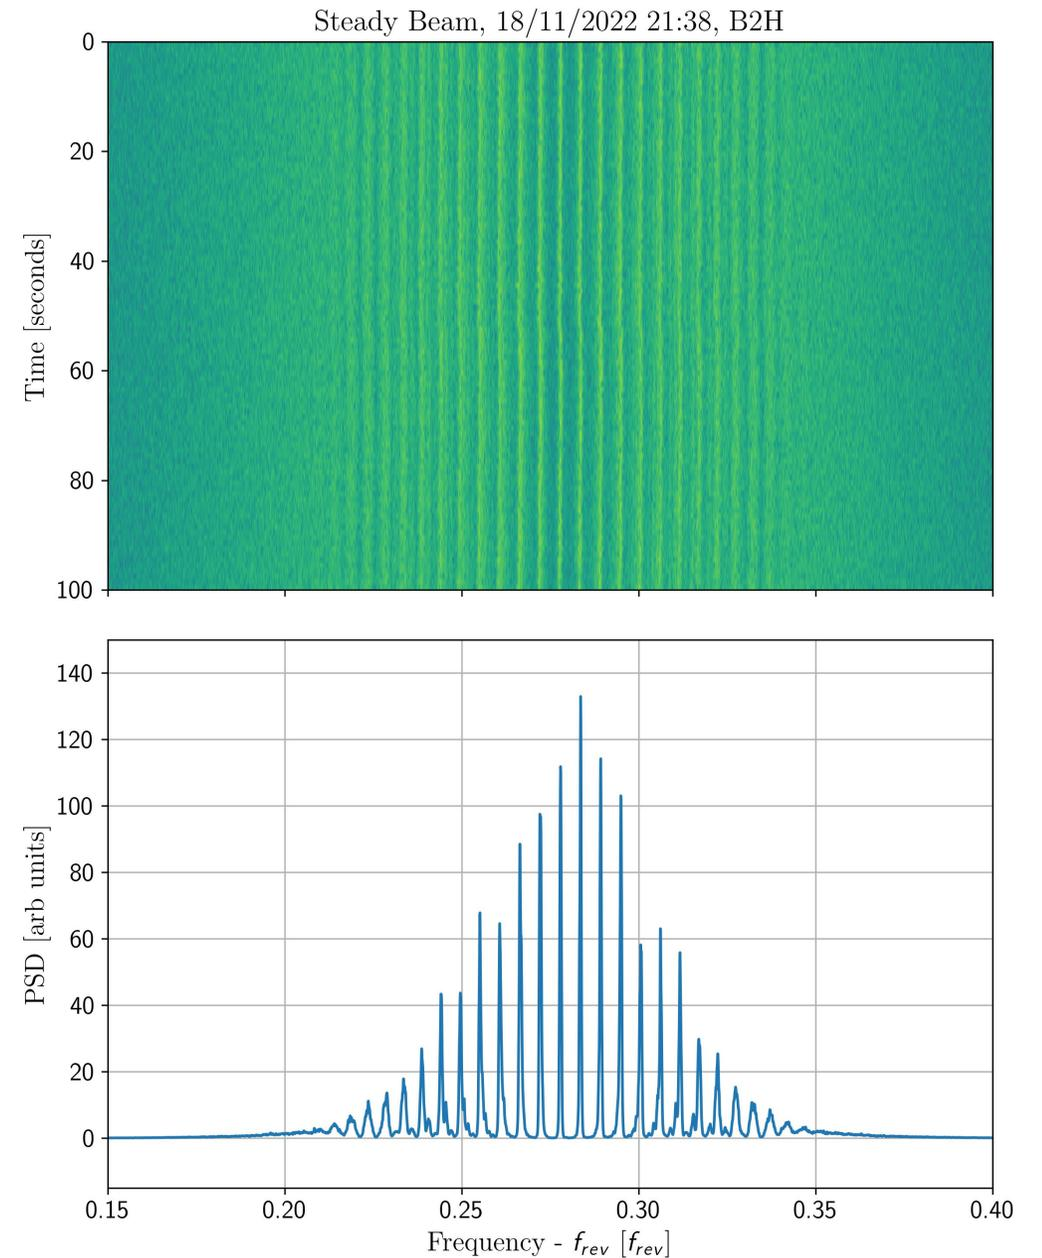 Steady Beam, 18/11/2022 21:38, B2H
0
20
40
60
80
100
Time [seconds]
140
120
100
80
60
40
20
0
PSD [arb units]
0.15 0.20 0.25 0.30 0.35 0.40
Frequency - f_rev [f_rev]